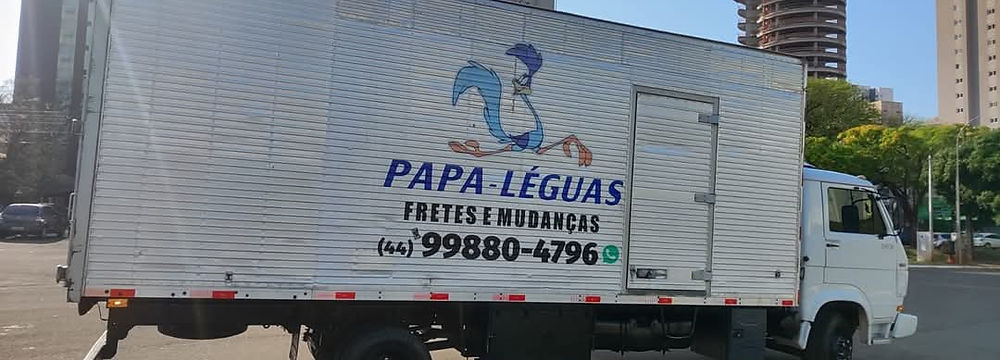 PAPA-LÉGUAS
FRETES E MUDANÇAS
(44) 99880-4796